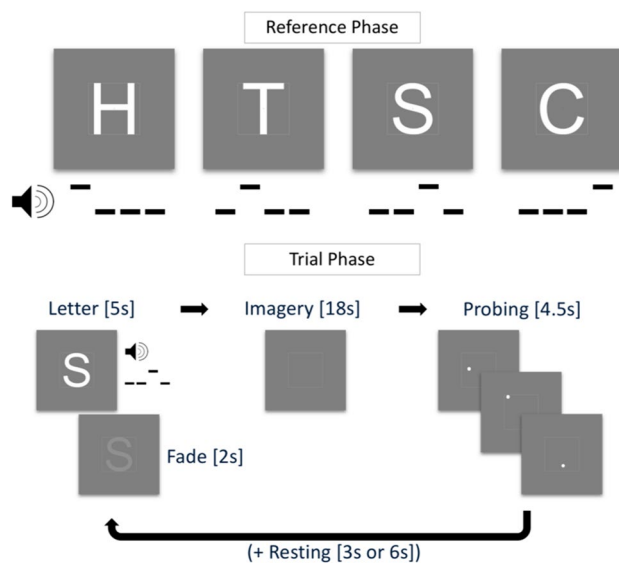 Reference Phase
H T S C
Trial Phase
Letter [5s] Imagery [18s] Probing [4.5s]
S
S
Fade [2s]
(+ Resting [3s or 6s])